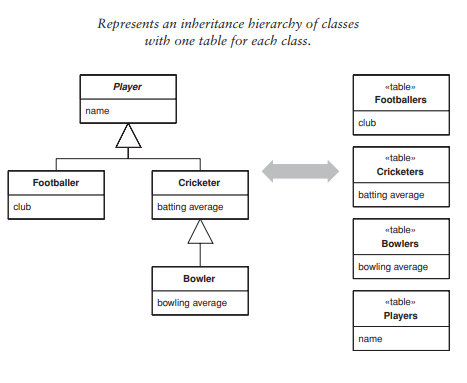 Represents an inheritance hierarchy of classes
with one table for each class.
Player
name
Footballer
club
Cricketer
batting average
Bowler
bowling average
«table»
Footballers
club
«table»
Cricketers
batting average
«table»
Bowlers
bowling average
«table»
Players
name